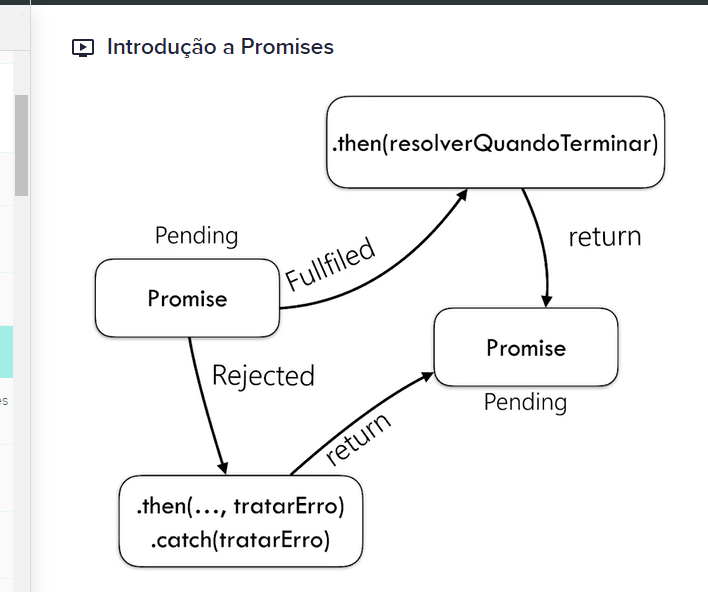 Introdução a Promises
.then(resolverQuandoTerminar)
Pending
Fullfiled
return
Promise
Promise
Rejected
return
Pending
.then(..., tratarErro)
.catch(tratarErro)
es